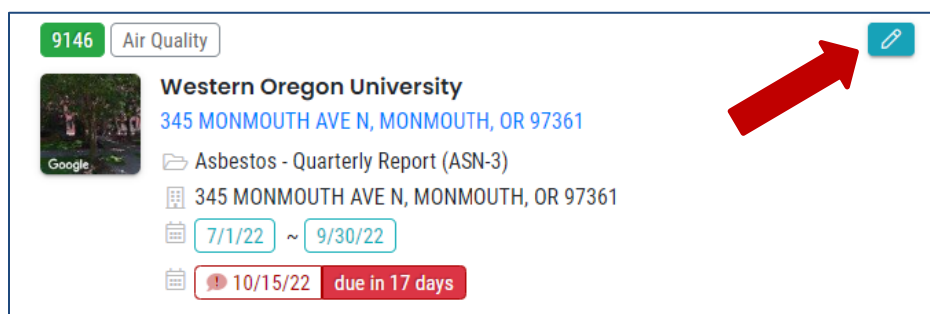 9146 Air Quality
Western Oregon University
345 MONMOUTH AVE N, MONMOUTH, OR 97361
Google
Asbestos - Quarterly Report (ASN-3)
345 MONMOUTH AVE N, MONMOUTH, OR 97361
7/1/22 ~ 9/30/22
10/15/22 due in 17 days